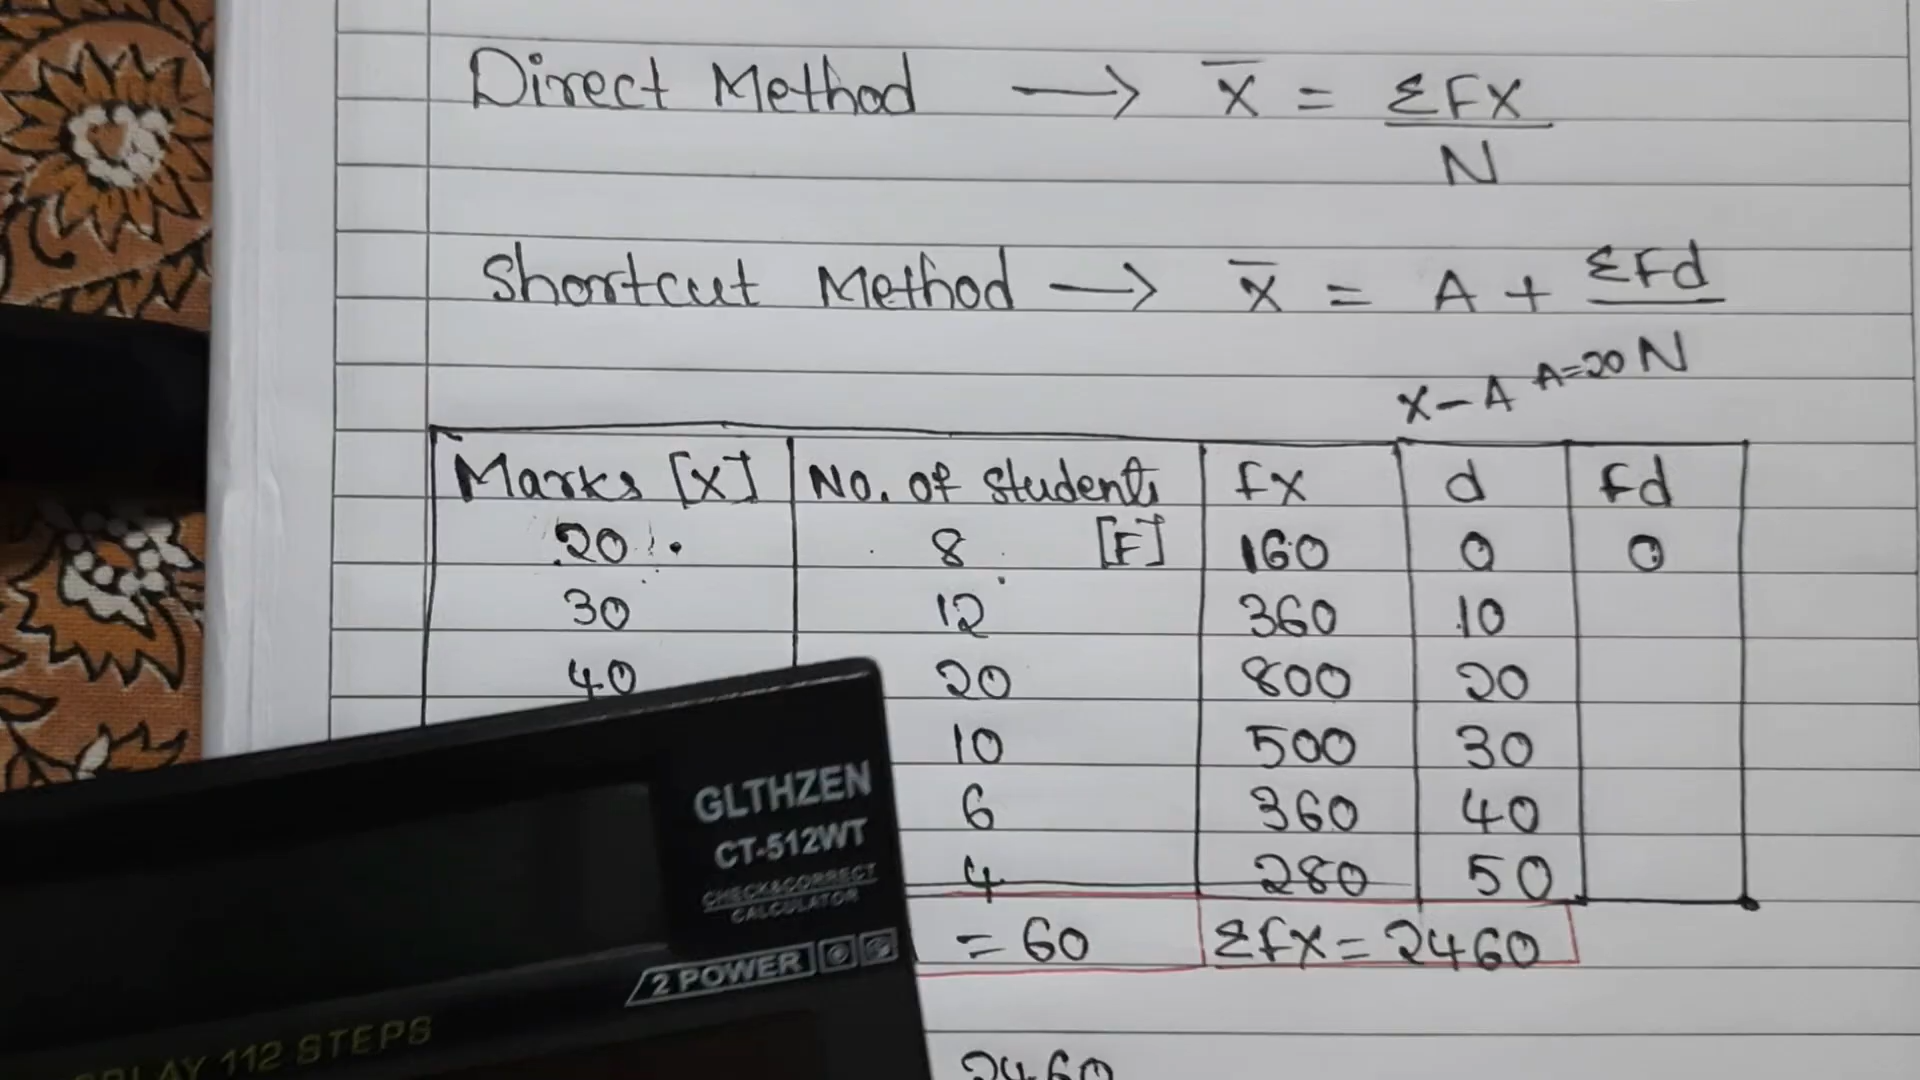 Direct Method → X̄ = ΣFX
N
Shortcut Method → X̄ = A + ΣFd
N
X - A A=20
Marks [X] No. of students FX d Fd
20 8 [F] 160 0 0
30 12 360 10
40 20 800 20
10 500 30
6 360 40
4 280 50
= 60 ΣfX = 2460
2460
GLTHZEN
CT-512WT
CHECK&CORRECT
CALCULATOR
2 POWER
112 STEPS